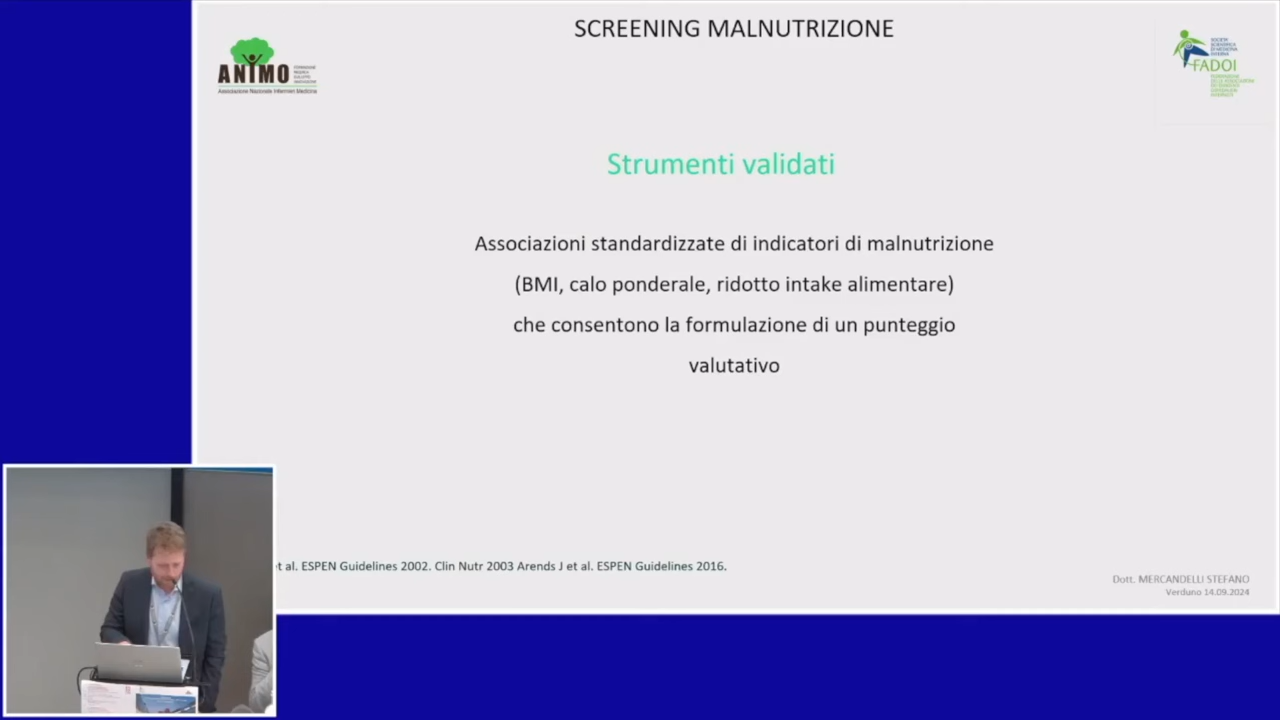 SCREENING MALNUTRIZIONE
ANIMO
Associazione Nazionale Infermieri Medicina
FADOI
Strumenti validati
Associazioni standardizzate di indicatori di malnutrizione
(BMI, calo ponderale, ridotto intake alimentare)
che consentono la formulazione di un punteggio
valutativo
et al. ESPEN Guidelines 2002. Clin Nutr 2003 Arends J et al. ESPEN Guidelines 2016.
Dott. MERCANDELLI STEFANO
Verduno 14.09.2024